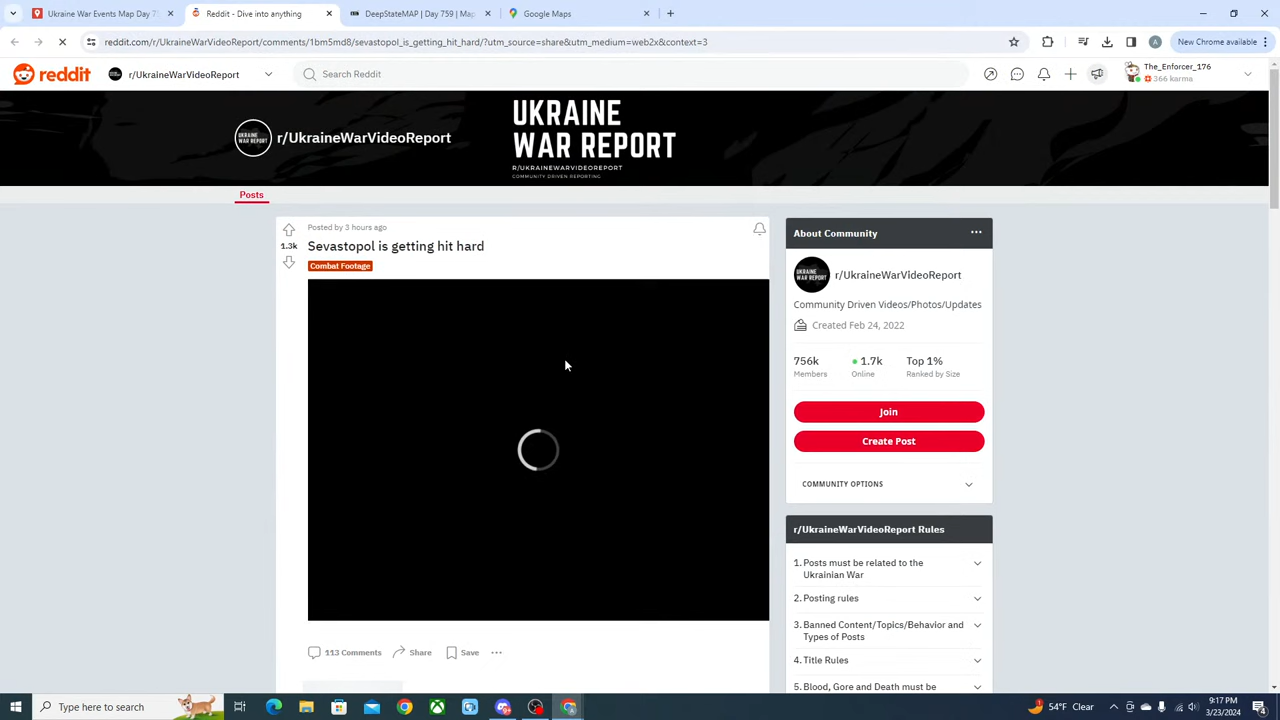 Ukraine War Events Map Day 75
Reddit - Dive into anything
DeepStateMAP | Day 759 | Map
Google Maps
reddit.com/r/UkraineWarVideoReport/comments/1bm5md8/sevastopol_is_getting_hit_hard/?utm_source=share&utm_medium=web2x&context=3
A
New Chrome available
reddit
r/UkraineWarVideoReport
Search Reddit
The_Enforcer_176
366 karma
UKRAINE
WAR REPORT
R/UKRAINEWARVIDEOREPORT
COMMUNITY DRIVEN REPORTING
UKRAINE
WAR REPORT
r/UkraineWarVideoReport
Posts
Posted by 3 hours ago
1.3k
Sevastopol is getting hit hard
Combat Footage
113 Comments
Share
Save
About Community
UKRAINE
WAR REPORT
r/UkraineWarVideoReport
Community Driven Videos/Photos/Updates
Created Feb 24, 2022
756k
1.7k
Top 1%
Members
Online
Ranked by Size
Join
Create Post
COMMUNITY OPTIONS
r/UkraineWarVideoReport Rules
1. Posts must be related to the
Ukrainian War
2. Posting rules
3. Banned Content/Topics/Behavior and
Types of Posts
4. Title Rules
5. Blood, Gore and Death must be
Type here to search
54°F Clear
9:17 PM
3/23/2024